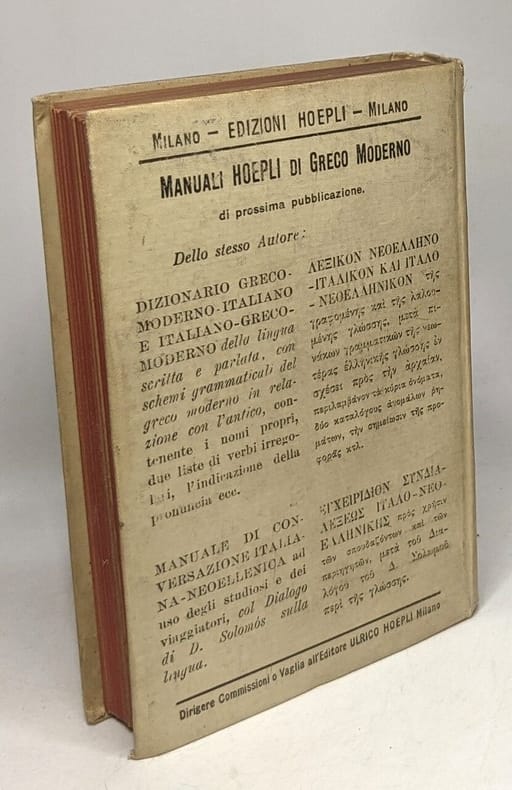 MILANO — EDIZIONI HOEPLI — MILANO
MANUALI HOEPLI DI GRECO MODERNO
di prossima pubblicazione.
Dello stesso Autore:
DIZIONARIO GRECO-
MODERNO-ITALIANO
E ITALIANO-GRECO-
MODERNO della lingua
scritta e parlata, con
schemi grammaticali del
greco moderno in rela-
zione con l'antico, con-
tenente i nomi propri,
due liste di verbi irrego-
lari, l'indicazione della
pronuncia ecc.
ΛΕΞΙΚΟΝ ΝΕΟΕΛΛΗΝΟ
-ΙΤΑΛΙΚΟΝ ΚΑΙ ΙΤΑΛΟ
-ΝΕΟΕΛΛΗΝΙΚΟΝ τῆς
γραφομένης καὶ τῆς λαλου-
μένης γλώσσης, μετὰ πι-
νάκων γραμματικῶν τῆς νεω-
τέρας ἑλληνικῆς γλώσσης ἐν
σχέσει πρὸς τὴν ἀρχαίαν,
περιλαμβάνον τὰ κύρια ὀνόματα,
δύο καταλόγους ἀνωμάλων ῥη-
μάτων, τὴν σημείωσιν τῆς προ-
φορᾶς κτλ.
MANUALE DI CON-
VERSAZIONE ITALIA-
NA-NEOELLENICA ad
uso degli studiosi e dei
viaggiatori, col Dialogo
di D. Solomós sulla
lingua.
ΕΓΧΕΙΡΙΔΙΟΝ ΣΥΝΔΙΑ-
ΛΕΞΕΩΣ ΙΤΑΛΟ-ΝΕΟ-
ΕΛΛΗΝΙΚΗΣ πρὸς χρῆσιν
τῶν σπουδαζόντων καὶ τῶν
περιηγητῶν, μετὰ τοῦ Δια-
λόγου τοῦ Δ. Σολωμοῦ
περὶ τῆς γλώσσης.
Dirigere Commissioni o Vaglia all'Editore ULRICO HOEPLI Milano